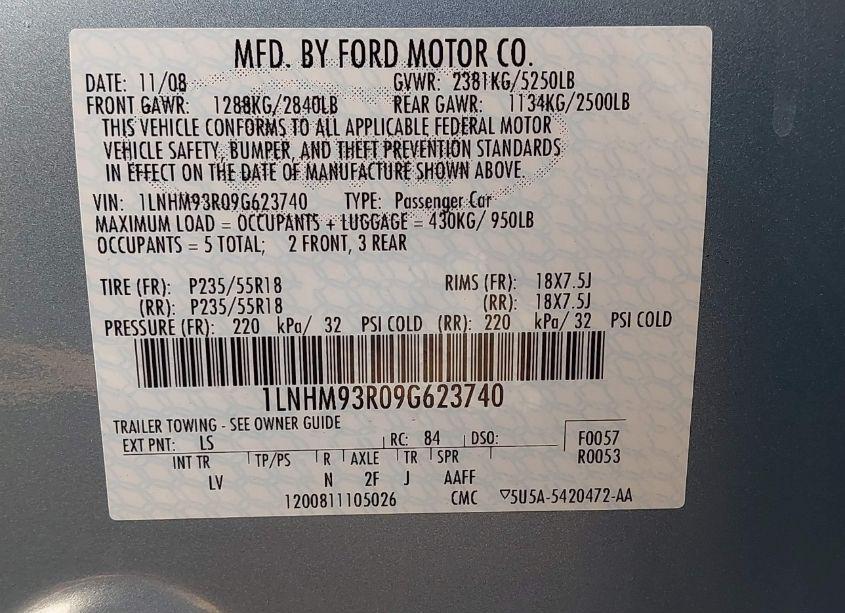 MFD. BY FORD MOTOR CO.
DATE: 11/08 GVWR: 2381KG/5250LB
FRONT GAWR: 1288KG/2840LB REAR GAWR: 1134KG/2500LB
THIS VEHICLE CONFORMS TO ALL APPLICABLE FEDERAL MOTOR
VEHICLE SAFETY, BUMPER, AND THEFT PREVENTION STANDARDS
IN EFFECT ON THE DATE OF MANUFACTURE SHOWN ABOVE.
VIN: 1LNHM93R09G623740 TYPE: Passenger Car
MAXIMUM LOAD = OCCUPANTS + LUGGAGE = 430KG/ 950LB
OCCUPANTS = 5 TOTAL; 2 FRONT, 3 REAR
TIRE (FR): P235/55R18 RIMS (FR): 18X7.5J
(RR): P235/55R18 (RR): 18X7.5J
PRESSURE (FR): 220 kPa/ 32 PSI COLD (RR): 220 kPa/ 32 PSI COLD
1LNHM93R09G623740
TRAILER TOWING - SEE OWNER GUIDE
EXT PNT: LS RC: 84 DSO: F0057
INT TR TP/PS R AXLE TR SPR R0053
LV N 2F J AAFF
1200811105026 CMC ▽5U5A-5420472-AA